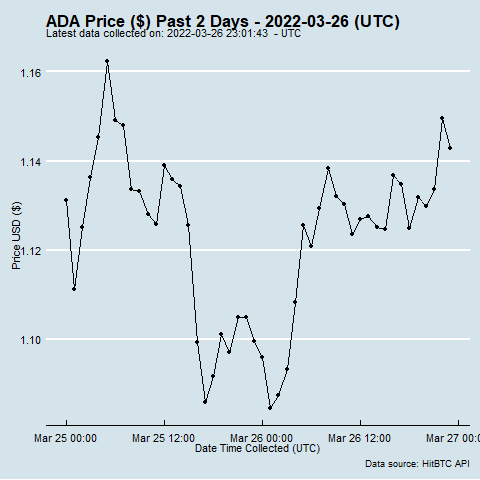 ADA Price ($) Past 2 Days - 2022-03-26 (UTC)
Latest data collected on: 2022-03-26 23:01:43 - UTC
1.16
1.14
1.12
1.10
Price USD ($)
Mar 25 00:00 Mar 25 12:00 Mar 26 00:00 Mar 26 12:00 Mar 27 00:0
Date Time Collected (UTC)
Data source: HitBTC API